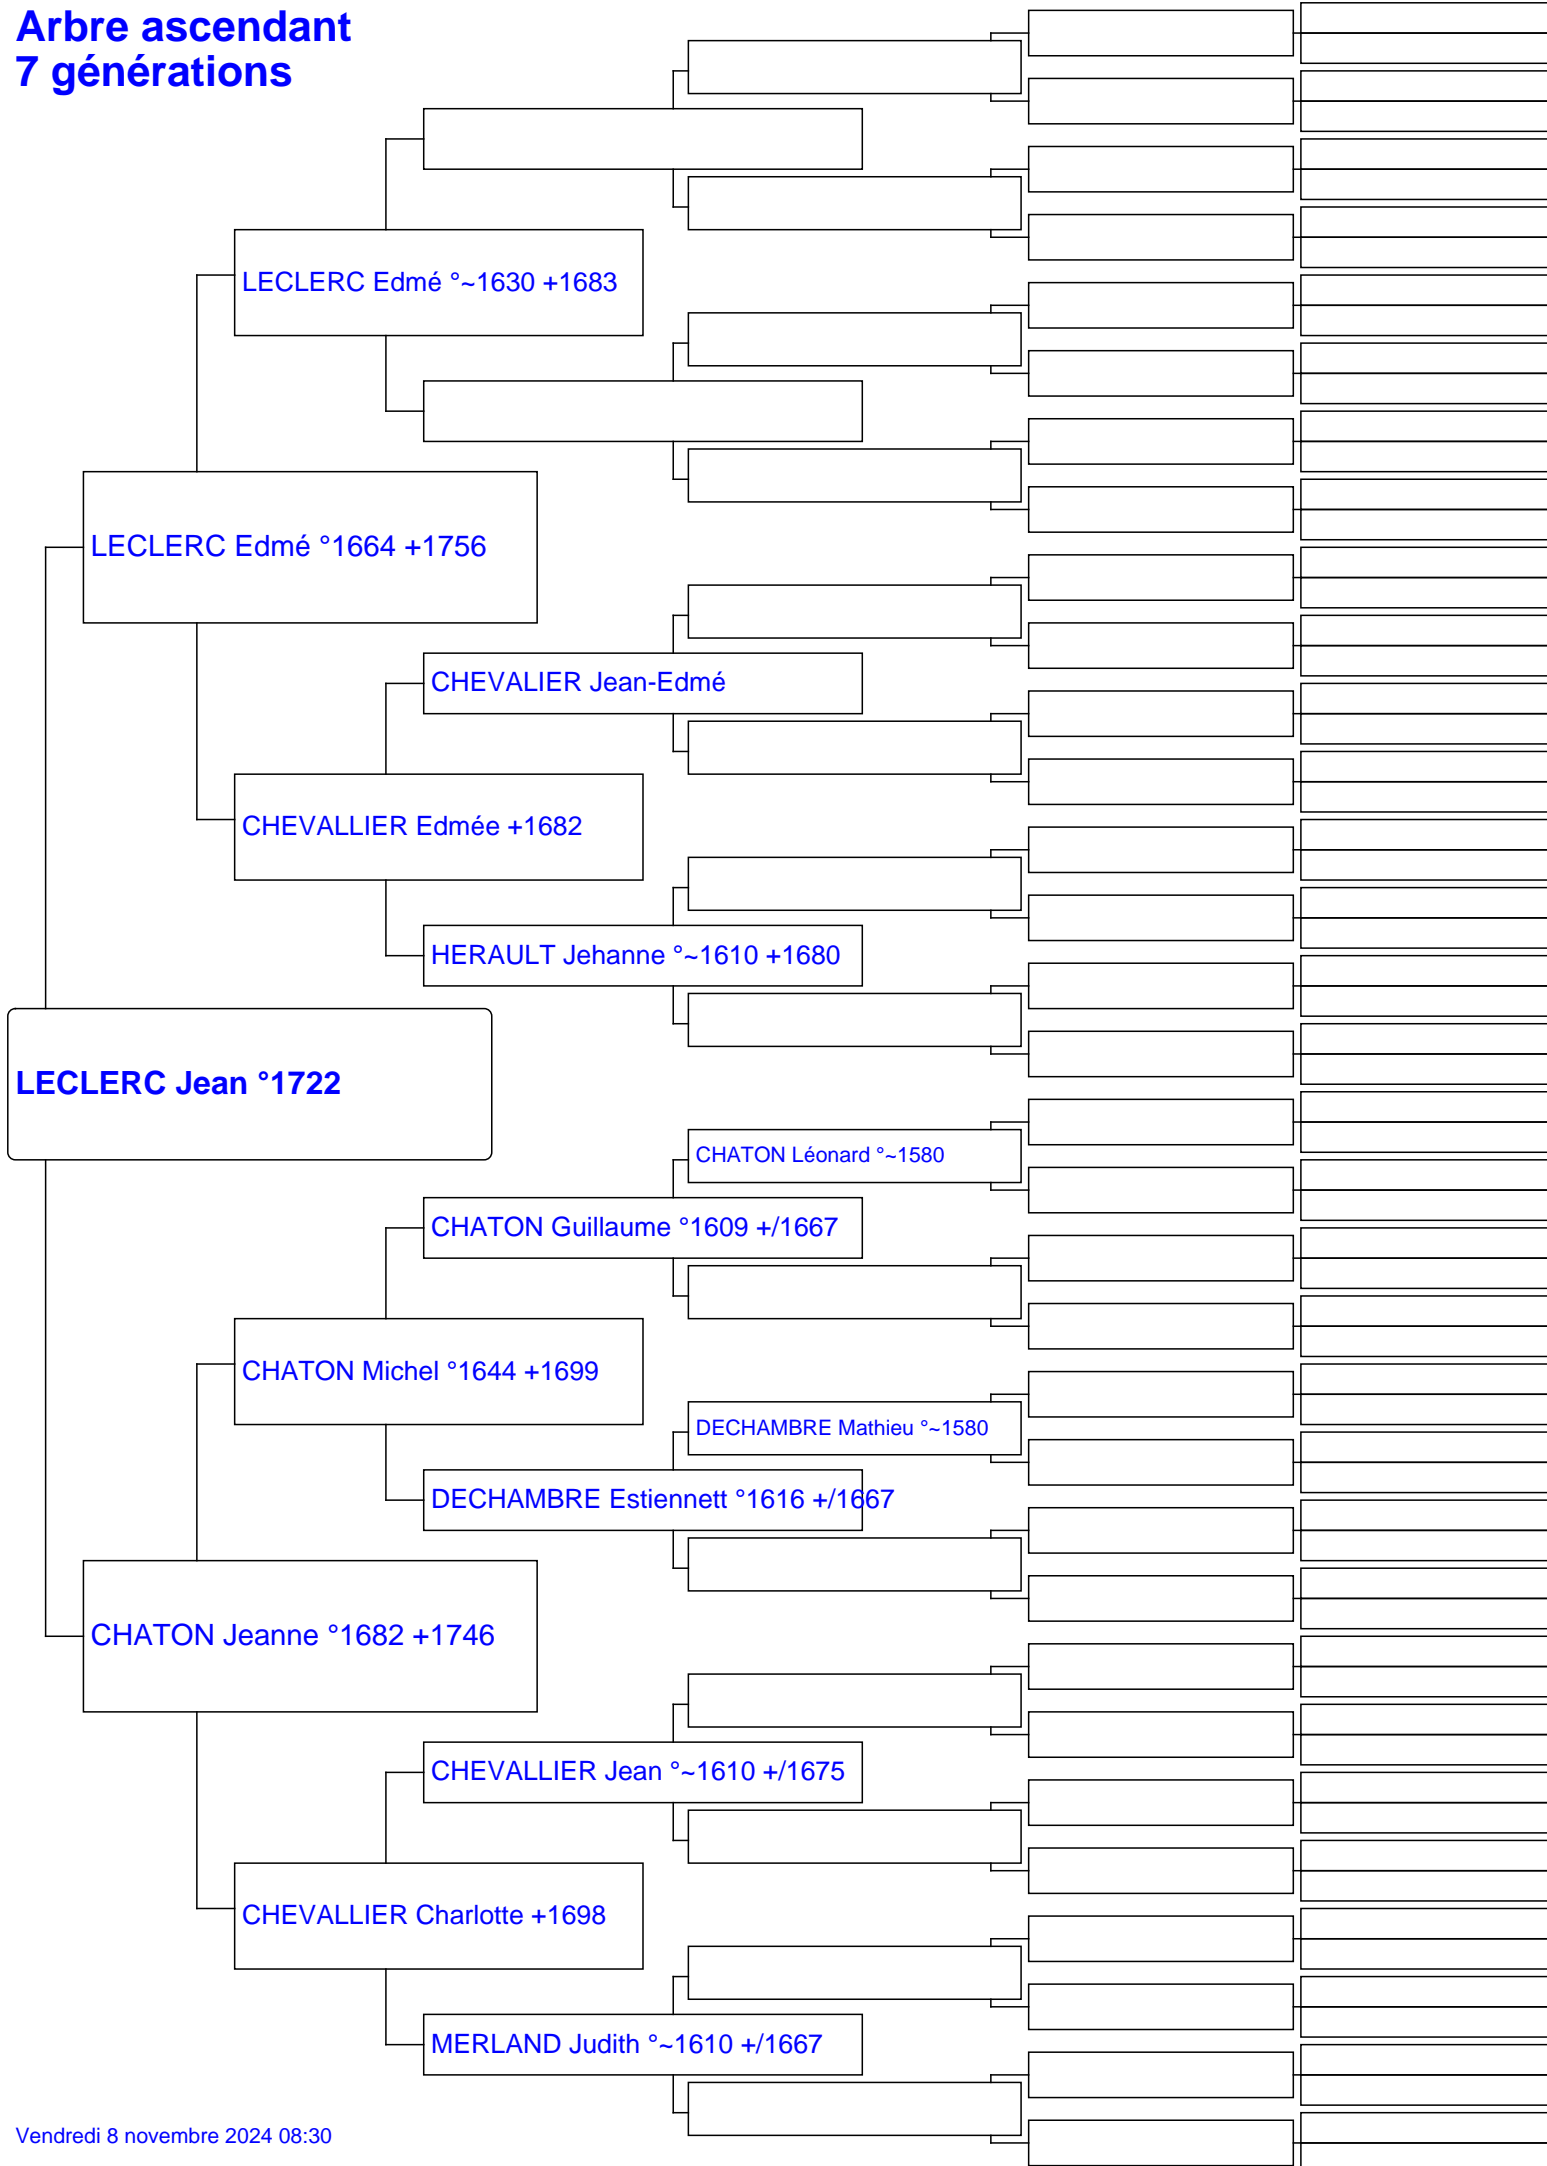 Arbre ascendant
7 générations
LECLERC Edmé °~1630 +1683
LECLERC Edmé °1664 +1756
CHEVALIER Jean-Edmé
CHEVALLIER Edmée +1682
HERAULT Jehanne °~1610 +1680
LECLERC Jean °1722
CHATON Léonard °~1580
CHATON Guillaume °1609 +/1667
CHATON Michel °1644 +1699
DECHAMBRE Mathieu °~1580
DECHAMBRE Estiennett °1616 +/1667
CHATON Jeanne °1682 +1746
CHEVALLIER Jean °~1610 +/1675
CHEVALLIER Charlotte +1698
MERLAND Judith °~1610 +/1667
Vendredi 8 novembre 2024 08:30